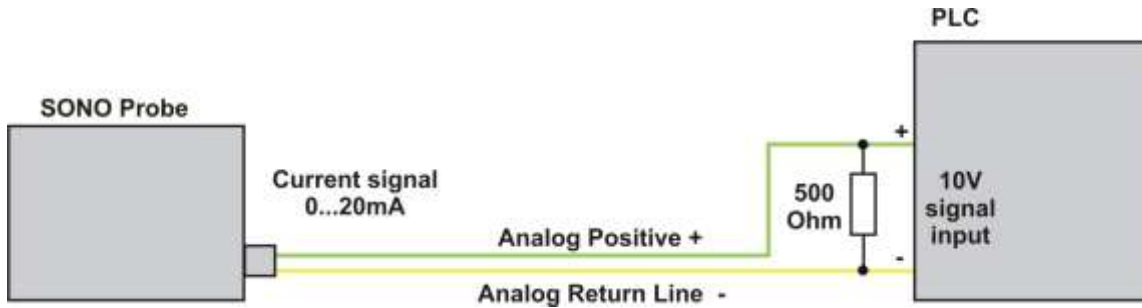 PLC
SONO Probe
Current signal
0...20mA
+
500
Ohm
10V
signal
input
Analog Positive +
-
Analog Return Line -